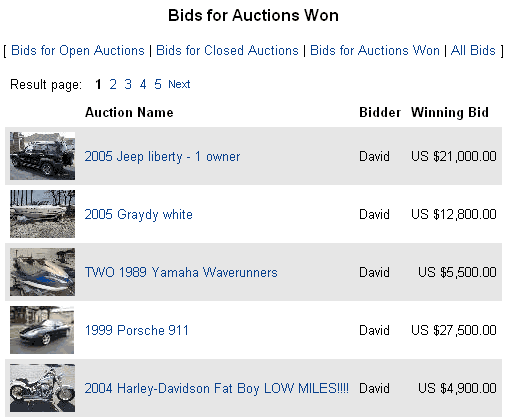 Bids for Auctions Won
[ Bids for Open Auctions | Bids for Closed Auctions | Bids for Auctions Won | All Bids ]
Result page: 1 2 3 4 5 Next
Auction Name Bidder Winning Bid
2005 Jeep liberty - 1 owner David US $21,000.00
2005 Graydy white David US $12,800.00
TWO 1989 Yamaha Waverunners David US $5,500.00
1999 Porsche 911 David US $27,500.00
2004 Harley-Davidson Fat Boy LOW MILES!!!! David US $4,900.00